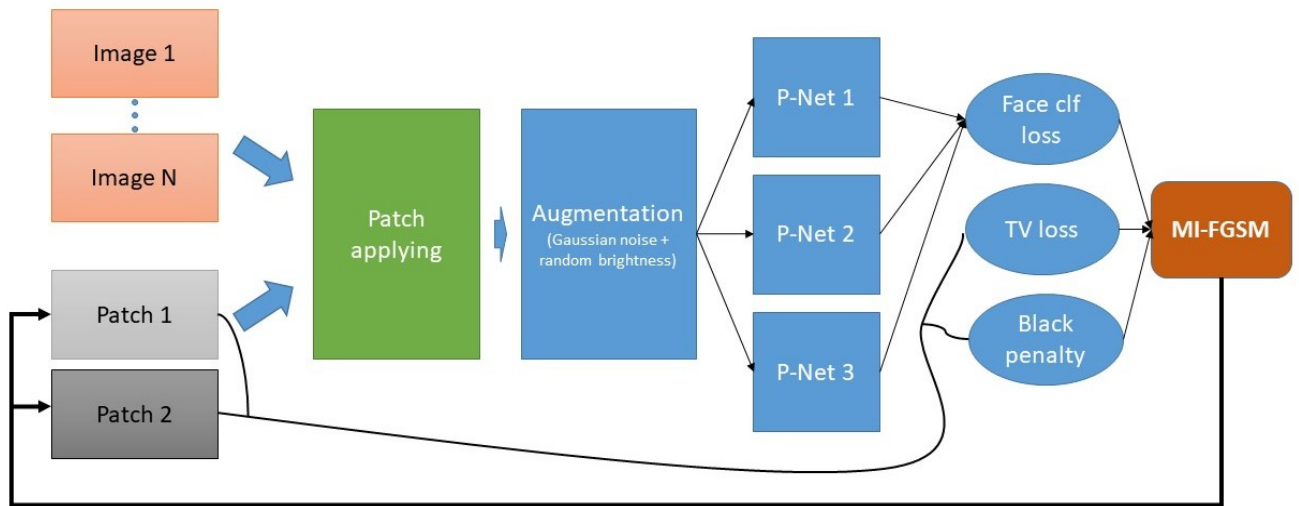 Image 1
Image N
Patch 1
Patch 2
Patch
applying
Augmentation
(Gaussian noise +
random brightness)
P-Net 1
P-Net 2
P-Net 3
Face clf
loss
TV loss
Black
penalty
MI-FGSM